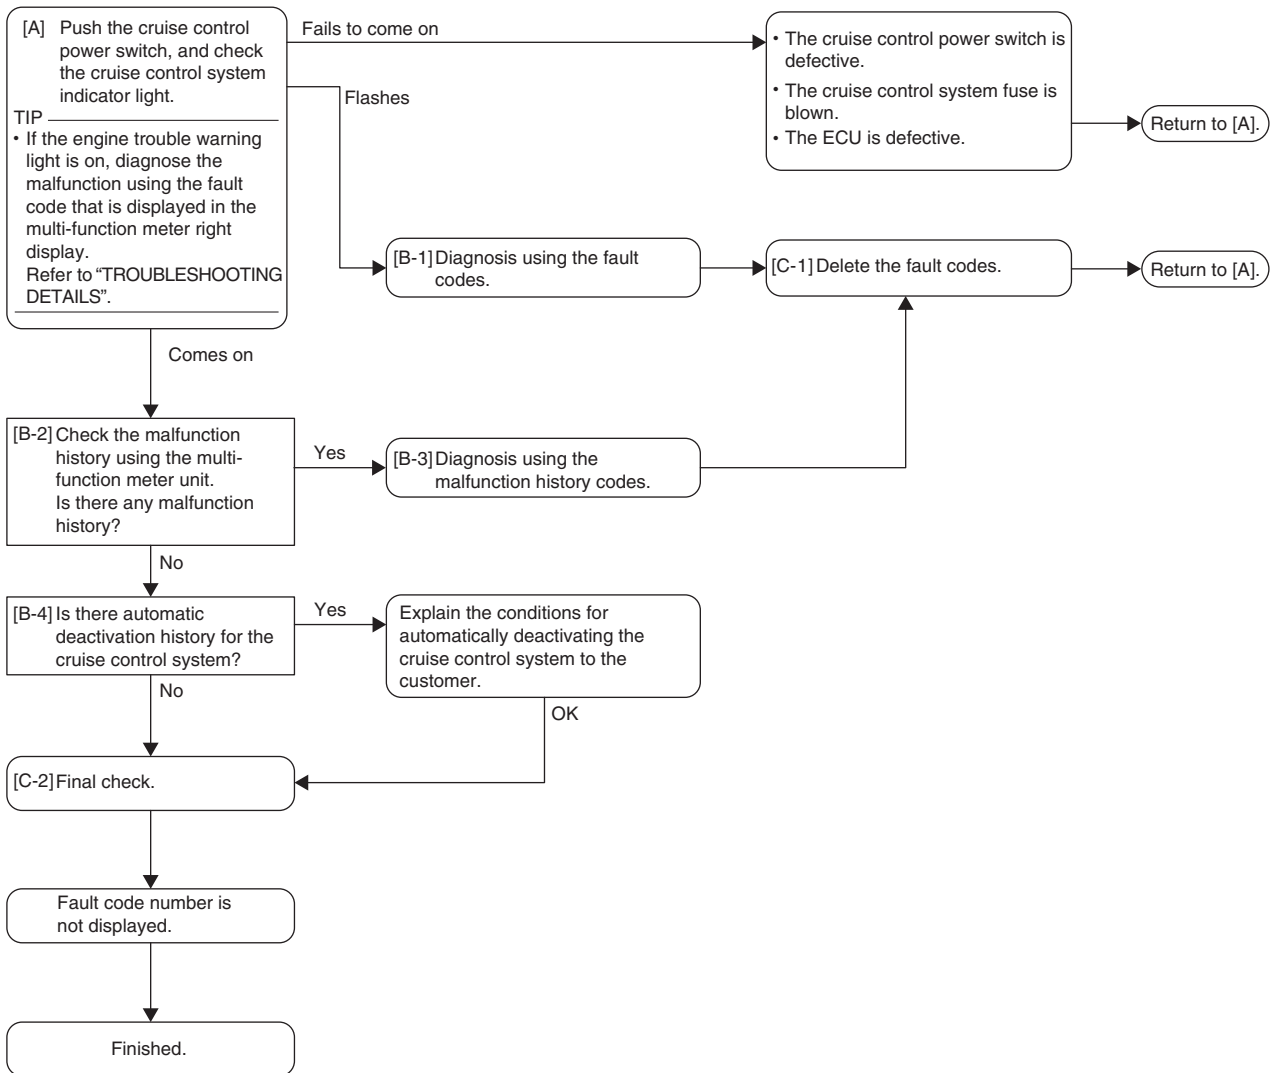 [A] Push the cruise control
power switch, and check
the cruise control system
indicator light.
TIP
• If the engine trouble warning
light is on, diagnose the
malfunction using the fault
code that is displayed in the
multi-function meter right
display.
Refer to “TROUBLESHOOTING
DETAILS”.
Fails to come on
• The cruise control power switch is
defective.
• The cruise control system fuse is
blown.
• The ECU is defective.
Return to [A].
Flashes
[B-1] Diagnosis using the fault
codes.
[C-1] Delete the fault codes.
Return to [A].
Comes on
[B-2] Check the malfunction
history using the multi-
function meter unit.
Is there any malfunction
history?
Yes
[B-3] Diagnosis using the
malfunction history codes.
No
[B-4] Is there automatic
deactivation history for the
cruise control system?
Yes
Explain the conditions for
automatically deactivating the
cruise control system to the
customer.
No
OK
[C-2] Final check.
Fault code number is
not displayed.
Finished.